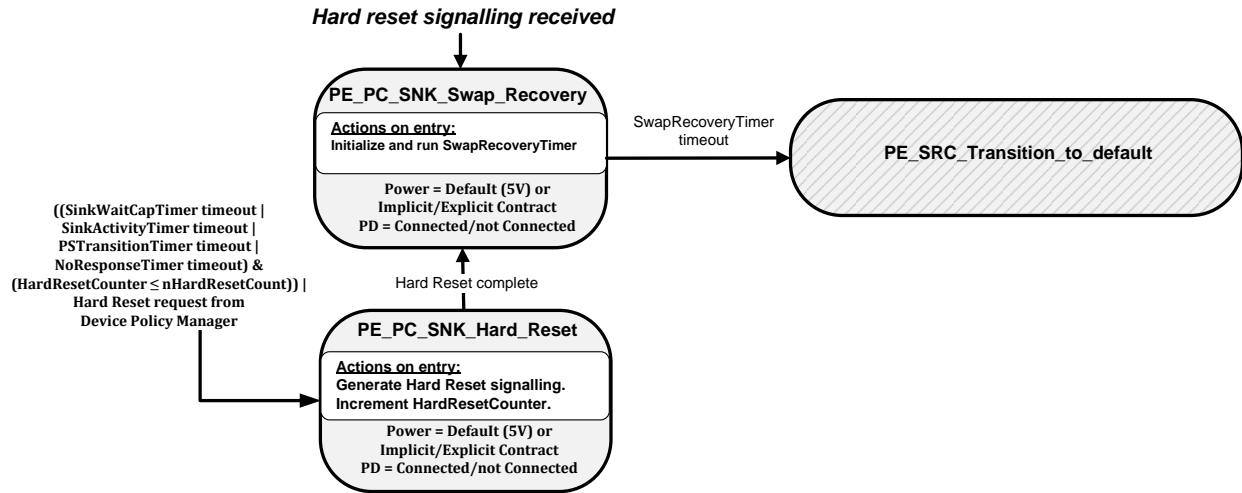 Hard reset signalling received
PE_PC_SNK_Swap_Recovery
Actions on entry:
Initialize and run SwapRecoveryTimer
Power = Default (5V) or
Implicit/Explicit Contract
PD = Connected/not Connected
SwapRecoveryTimer
timeout
PE_SRC_Transition_to_default
((SinkWaitCapTimer timeout |
SinkActivityTimer timeout |
PSTransitionTimer timeout |
NoResponseTimer timeout) &
(HardResetCounter ≤ nHardResetCount)) |
Hard Reset request from
Device Policy Manager
Hard Reset complete
PE_PC_SNK_Hard_Reset
Actions on entry:
Generate Hard Reset signalling.
Increment HardResetCounter.
Power = Default (5V) or
Implicit/Explicit Contract
PD = Connected/not Connected